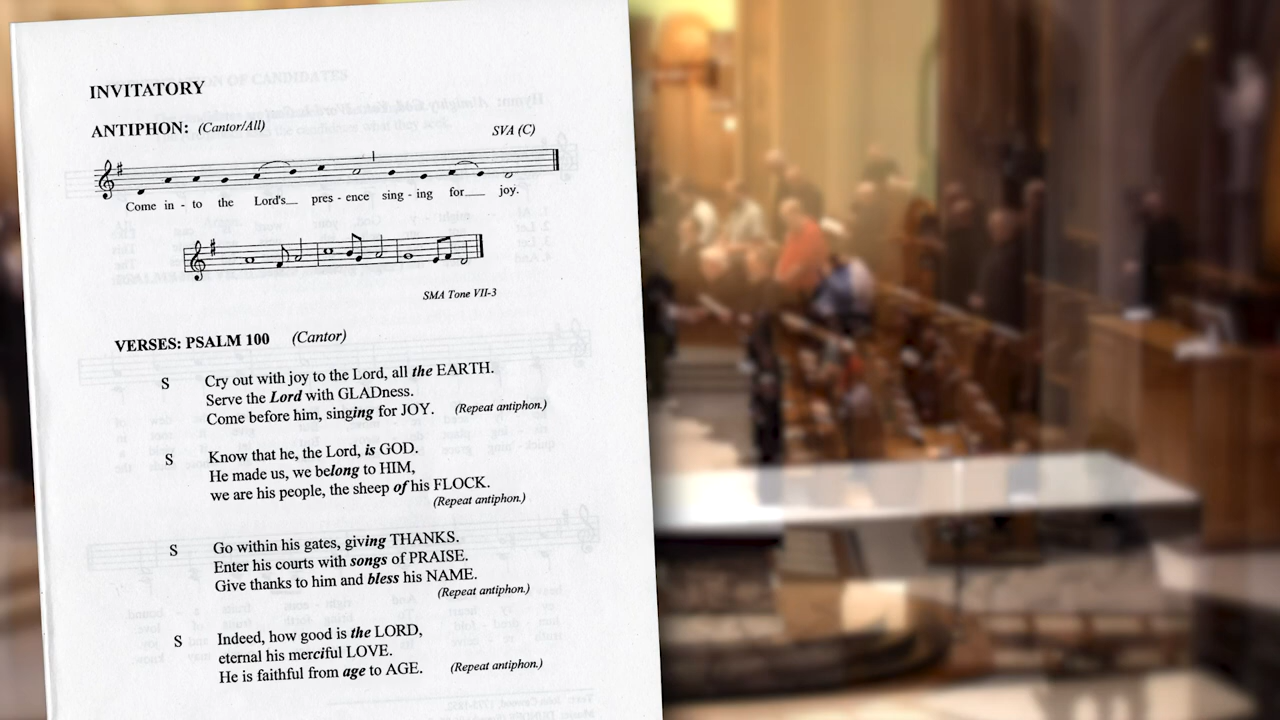 INVITATORY
ANTIPHON: (Cantor/All) SVA (C)
Come in - to the Lord's__ pres - ence sing - ing for__ joy.
SMA Tone VII-3
VERSES: PSALM 100 (Cantor)
S Cry out with joy to the Lord, all the EARTH.
Serve the Lord with GLADness.
Come before him, singing for JOY. (Repeat antiphon.)
S Know that he, the Lord, is GOD.
He made us, we belong to HIM,
we are his people, the sheep of his FLOCK.
(Repeat antiphon.)
S Go within his gates, giving THANKS.
Enter his courts with songs of PRAISE.
Give thanks to him and bless his NAME.
(Repeat antiphon.)
S Indeed, how good is the LORD,
eternal his merciful LOVE.
He is faithful from age to AGE. (Repeat antiphon.)